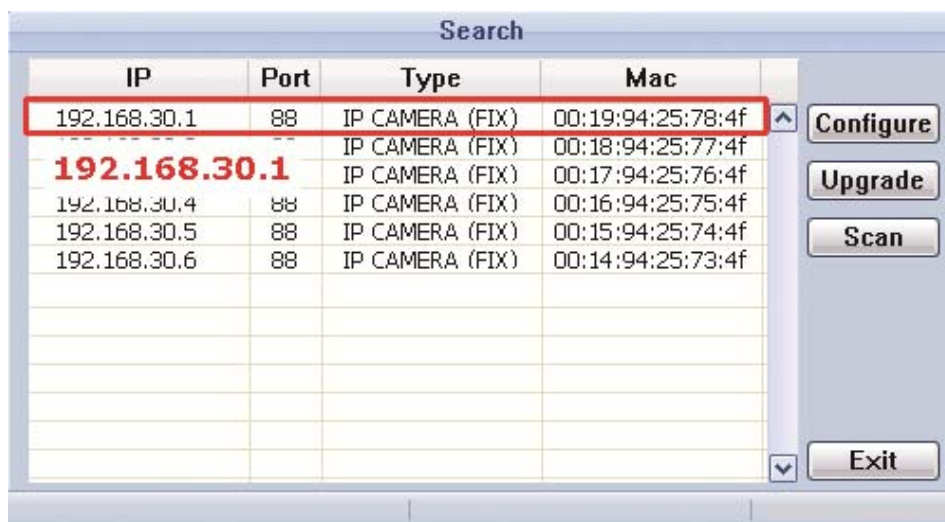 Search
IP Port Type Mac
192.168.30.1 88 IP CAMERA (FIX) 00:19:94:25:78:4f
Configure
IP CAMERA (FIX) 00:18:94:25:77:4f
192.168.30.1
IP CAMERA (FIX) 00:17:94:25:76:4f
Upgrade
192.168.30.4 88 IP CAMERA (FIX) 00:16:94:25:75:4f
192.168.30.5 88 IP CAMERA (FIX) 00:15:94:25:74:4f
Scan
192.168.30.6 88 IP CAMERA (FIX) 00:14:94:25:73:4f
Exit